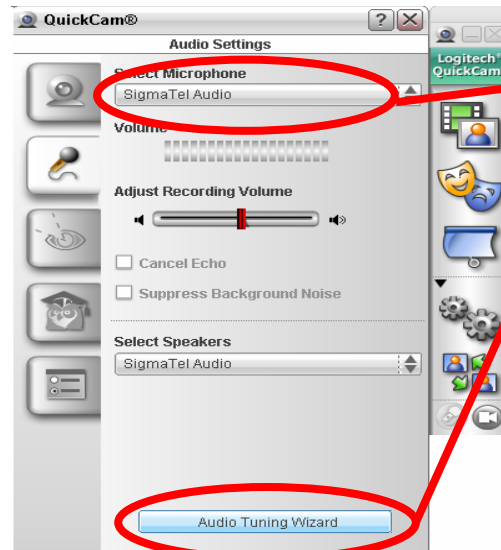 QuickCam®
Audio Settings
Logitech®
QuickCam
Select Microphone
SigmaTel Audio
Volume
Adjust Recording Volume
Cancel Echo
Suppress Background Noise
Select Speakers
SigmaTel Audio
Audio Tuning Wizard